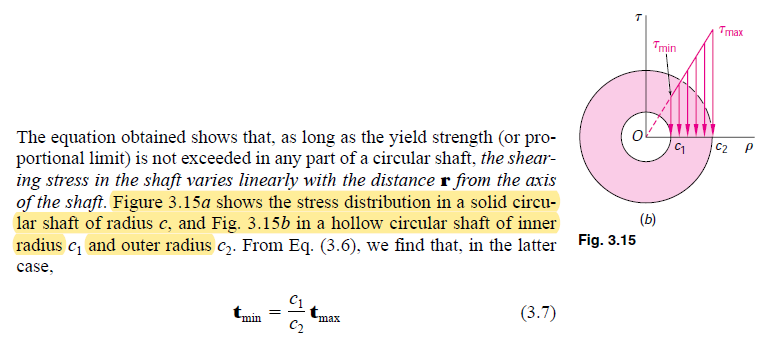 The equation obtained shows that, as long as the yield strength (or pro-
portional limit) is not exceeded in any part of a circular shaft, the shear-
ing stress in the shaft varies linearly with the distance r from the axis
of the shaft. Figure 3.15a shows the stress distribution in a solid circu-
lar shaft of radius c, and Fig. 3.15b in a hollow circular shaft of inner
radius c₁ and outer radius c₂. From Eq. (3.6), we find that, in the latter
case,
t_min = c₁/c₂ t_max (3.7)
τ
τ_max
τ_min
O
c₁
c₂
ρ
(b)
Fig. 3.15